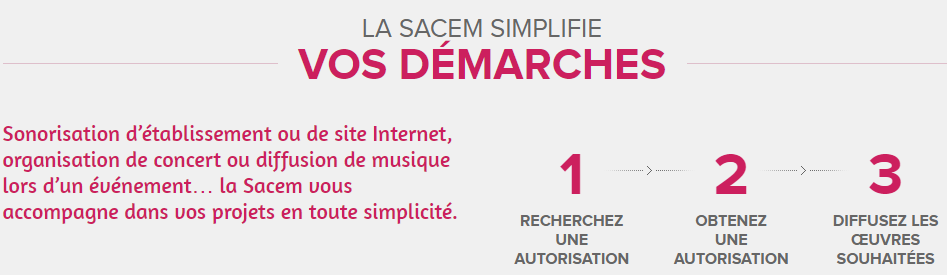 LA SACEM SIMPLIFIE
VOS DÉMARCHES
Sonorisation d'établissement ou de site Internet,
organisation de concert ou diffusion de musique
lors d'un événement... la Sacem vous
accompagne dans vos projets en toute simplicité.
1
RECHERCHEZ
UNE
AUTORISATION
2
OBTENEZ
UNE
AUTORISATION
3
DIFFUSEZ LES
ŒUVRES
SOUHAITÉES